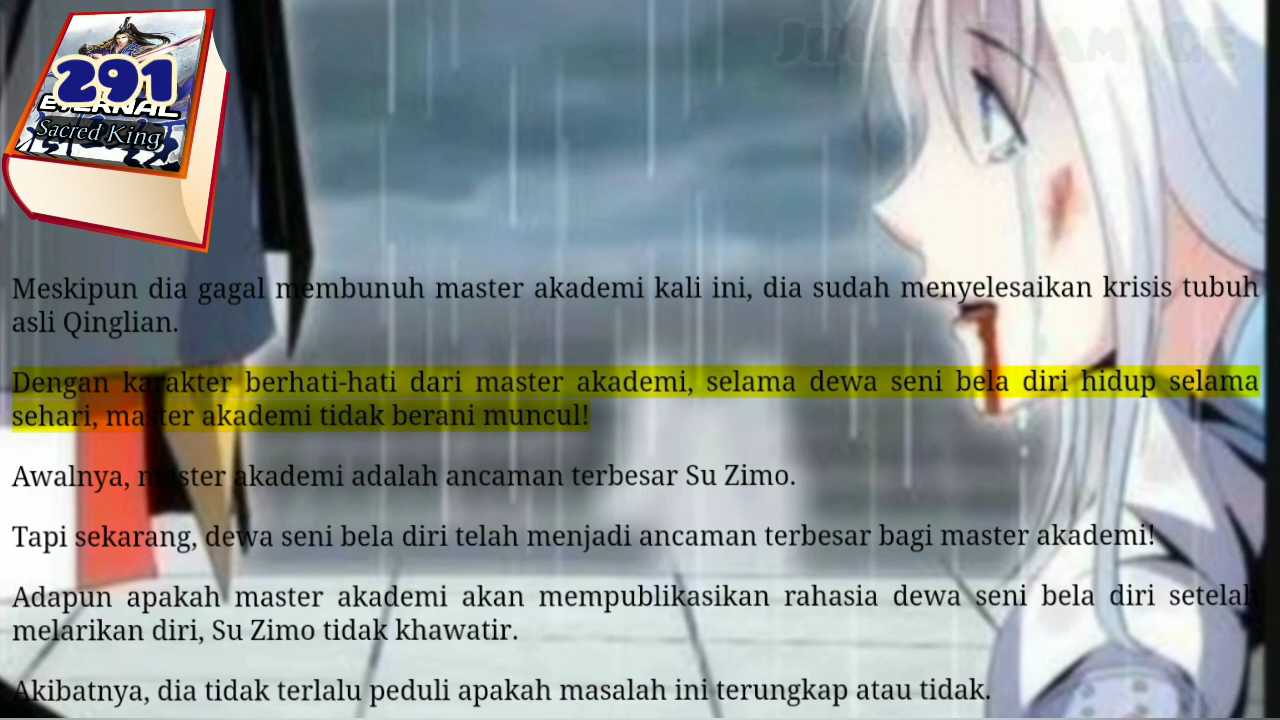 291
ETERNAL
Sacred King
Meskipun dia gagal membunuh master akademi kali ini, dia sudah menyelesaikan krisis tubuh
asli Qinglian.
Dengan karakter berhati-hati dari master akademi, selama dewa seni bela diri hidup selama
sehari, master akademi tidak berani muncul!
Awalnya, master akademi adalah ancaman terbesar Su Zimo.
Tapi sekarang, dewa seni bela diri telah menjadi ancaman terbesar bagi master akademi!
Adapun apakah master akademi akan mempublikasikan rahasia dewa seni bela diri setelah
melarikan diri, Su Zimo tidak khawatir.
Akibatnya, dia tidak terlalu peduli apakah masalah ini terungkap atau tidak.